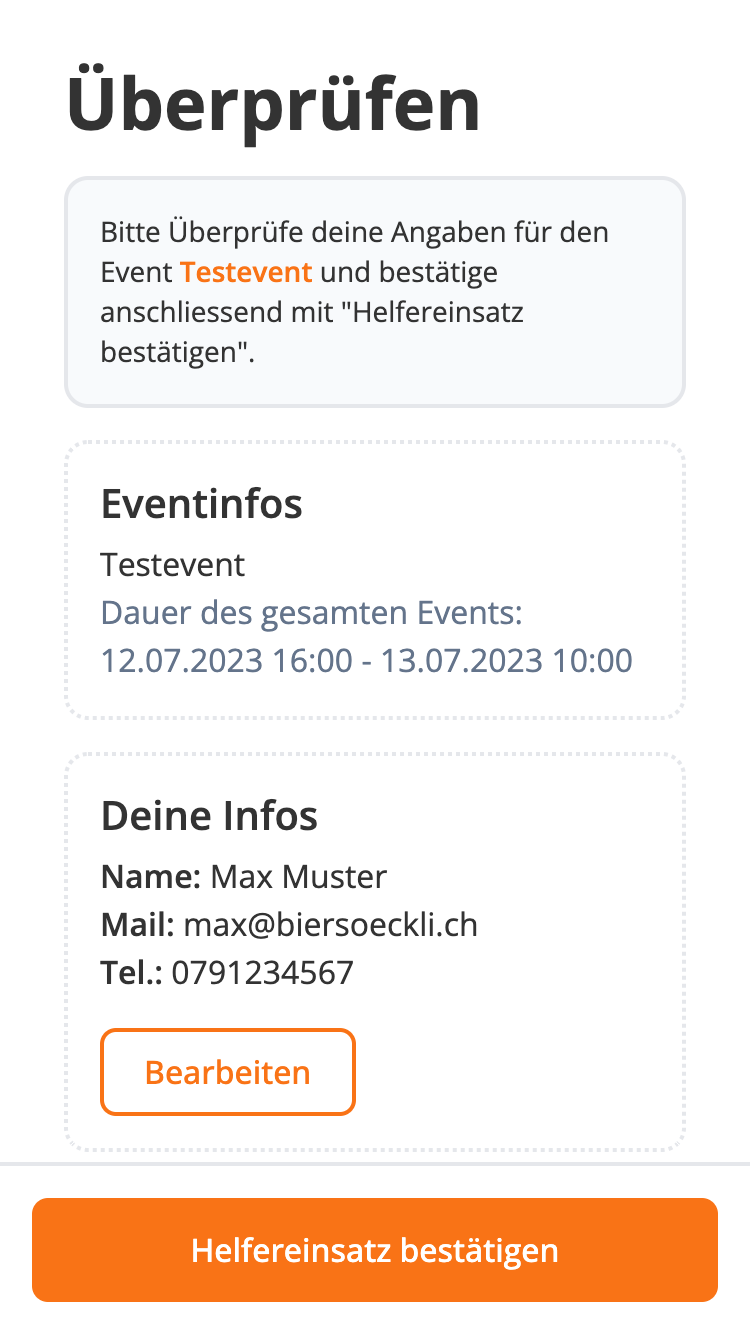 Überprüfen
Bitte Überprüfe deine Angaben für den
Event Testevent und bestätige
anschliessend mit "Helfereinsatz
bestätigen".
Eventinfos
Testevent
Dauer des gesamten Events:
12.07.2023 16:00 - 13.07.2023 10:00
Deine Infos
Name: Max Muster
Mail: max@biersoeckli.ch
Tel.: 0791234567
Bearbeiten
Helfereinsatz bestätigen